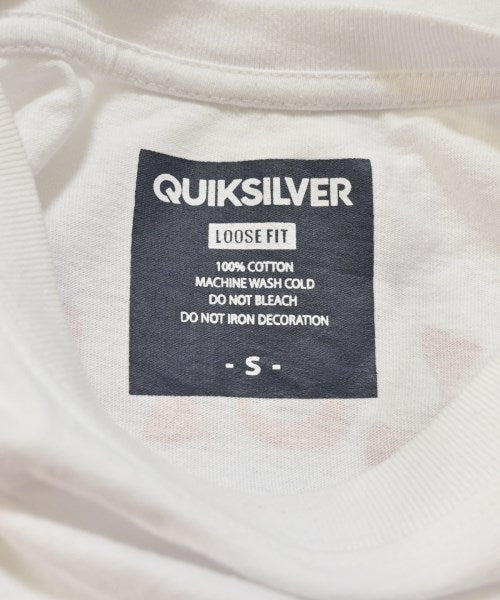 QUIKSILVER
LOOSE FIT
100% COTTON
MACHINE WASH COLD
DO NOT BLEACH
DO NOT IRON DECORATION
- S -